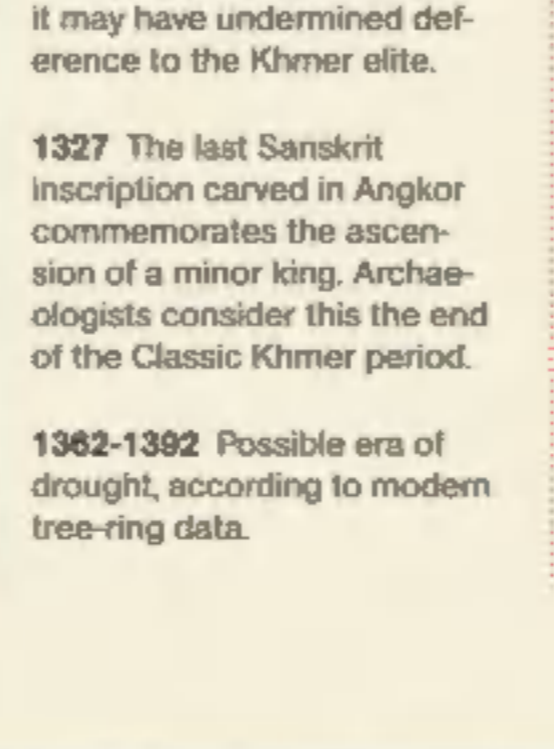 it may have undermined def-
erence to the Khmer elite.
1327 The last Sanskrit
inscription carved in Angkor
commemorates the ascen-
sion of a minor king. Archae-
ologists consider this the end
of the Classic Khmer period.
1362-1392 Possible era of
drought, according to modern
tree-ring data.